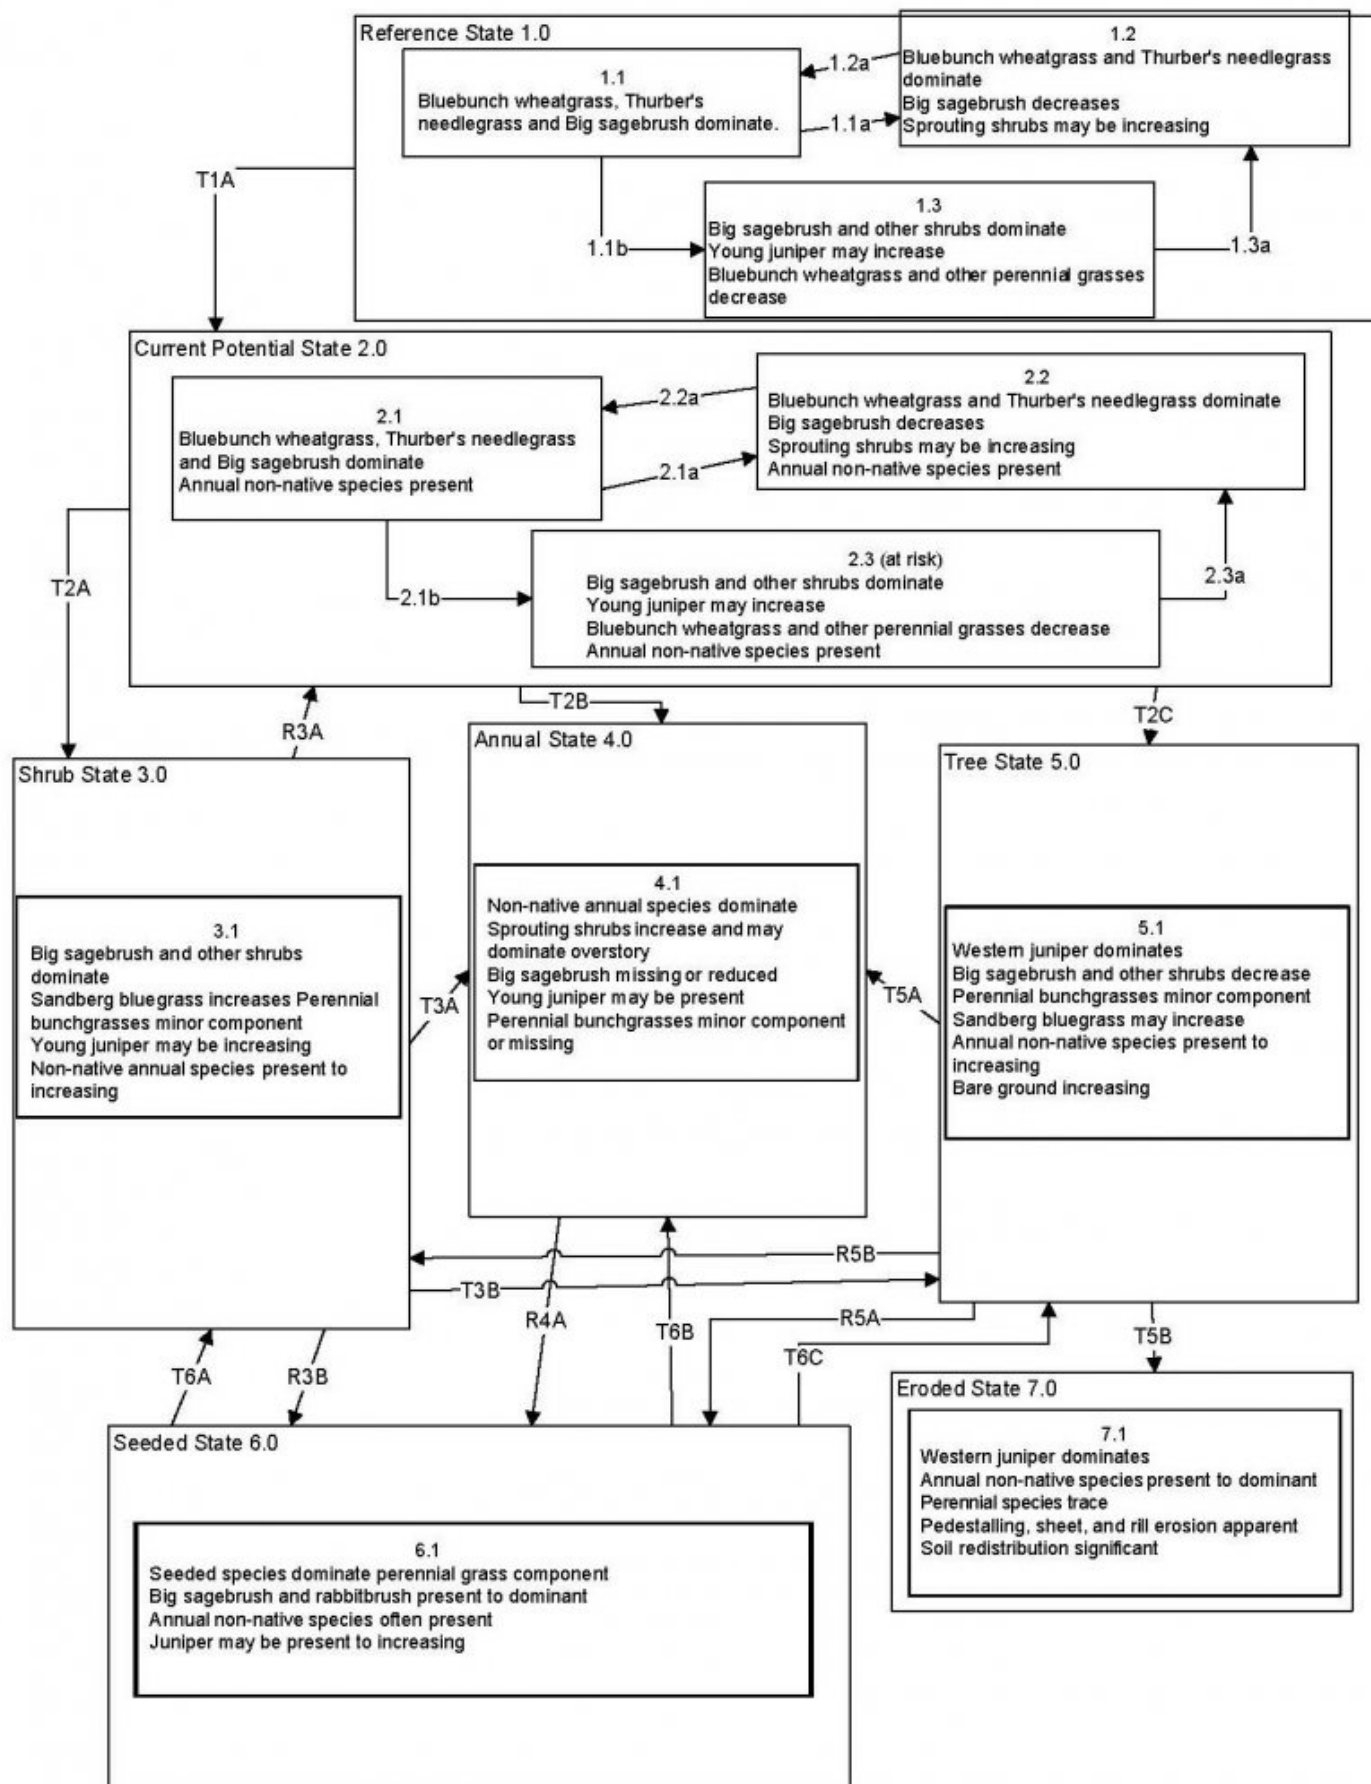 Reference State 1.0
1.1
Bluebunch wheatgrass, Thurber's
needlegrass and Big sagebrush dominate.
1.2a
1.1a
1.2
Bluebunch wheatgrass and Thurber's needlegrass
dominate
Big sagebrush decreases
Sprouting shrubs may be increasing
T1A
1.1b
1.3
Big sagebrush and other shrubs dominate
Young juniper may increase
Bluebunch wheatgrass and other perennial grasses
decrease
1.3a
Current Potential State 2.0
2.1
Bluebunch wheatgrass, Thurber's needlegrass
and Big sagebrush dominate
Annual non-native species present
2.2a
2.1a
2.2
Bluebunch wheatgrass and Thurber's needlegrass dominate
Big sagebrush decreases
Sprouting shrubs may be increasing
Annual non-native species present
T2A
2.1b
2.3 (at risk)
Big sagebrush and other shrubs dominate
Young juniper may increase
Bluebunch wheatgrass and other perennial grasses decrease
Annual non-native species present
2.3a
R3A
T2B
T2C
Shrub State 3.0
3.1
Big sagebrush and other shrubs
dominate
Sandberg bluegrass increases Perennial
bunchgrasses minor component
Young juniper may be increasing
Non-native annual species present to
increasing
T3A
Annual State 4.0
4.1
Non-native annual species dominate
Sprouting shrubs increase and may
dominate overstory
Big sagebrush missing or reduced
Young juniper may be present
Perennial bunchgrasses minor component
or missing
T5A
Tree State 5.0
5.1
Western juniper dominates
Big sagebrush and other shrubs decrease
Perennial bunchgrasses minor component
Sandberg bluegrass may increase
Annual non-native species present to
increasing
Bare ground increasing
R5B
T3B
R4A
T6B
R5A
T6C
T5B
T6A
R3B
Seeded State 6.0
6.1
Seeded species dominate perennial grass component
Big sagebrush and rabbitbrush present to dominant
Annual non-native species often present
Juniper may be present to increasing
Eroded State 7.0
7.1
Western juniper dominates
Annual non-native species present to dominant
Perennial species trace
Pedestalling, sheet, and rill erosion apparent
Soil redistribution significant